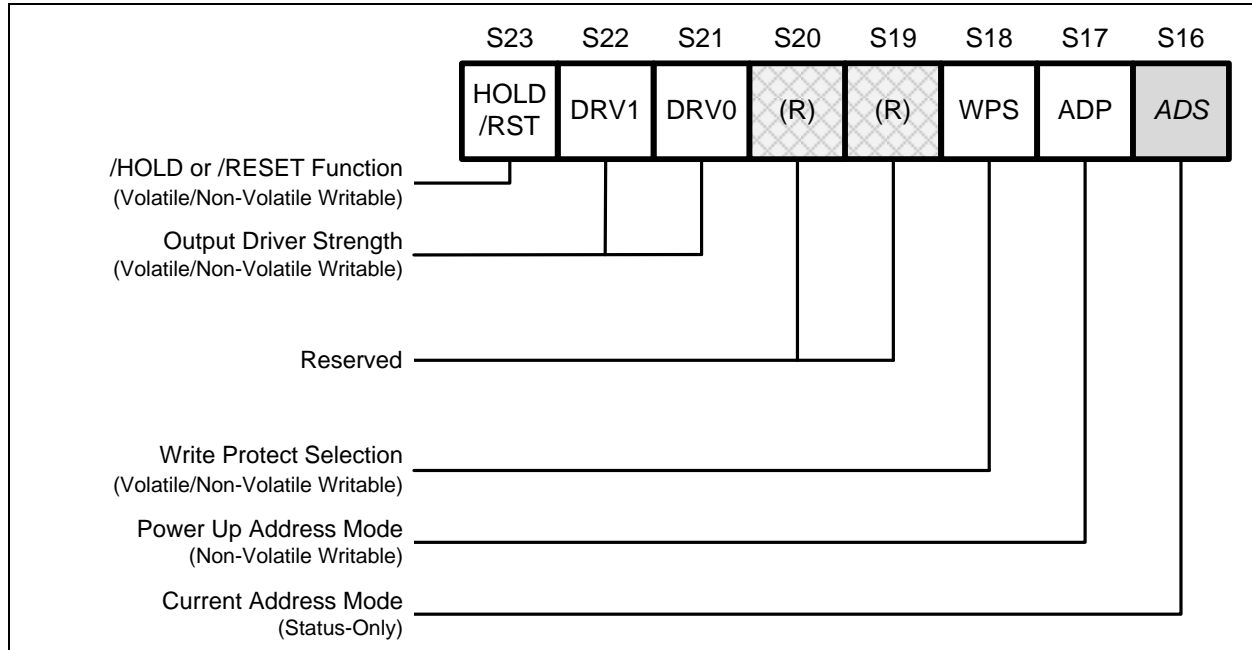 S23 S22 S21 S20 S19 S18 S17 S16
HOLD
/RST
DRV1 DRV0 (R) (R) WPS ADP ADS
/HOLD or /RESET Function
(Volatile/Non-Volatile Writable)
Output Driver Strength
(Volatile/Non-Volatile Writable)
Reserved
Write Protect Selection
(Volatile/Non-Volatile Writable)
Power Up Address Mode
(Non-Volatile Writable)
Current Address Mode
(Status-Only)